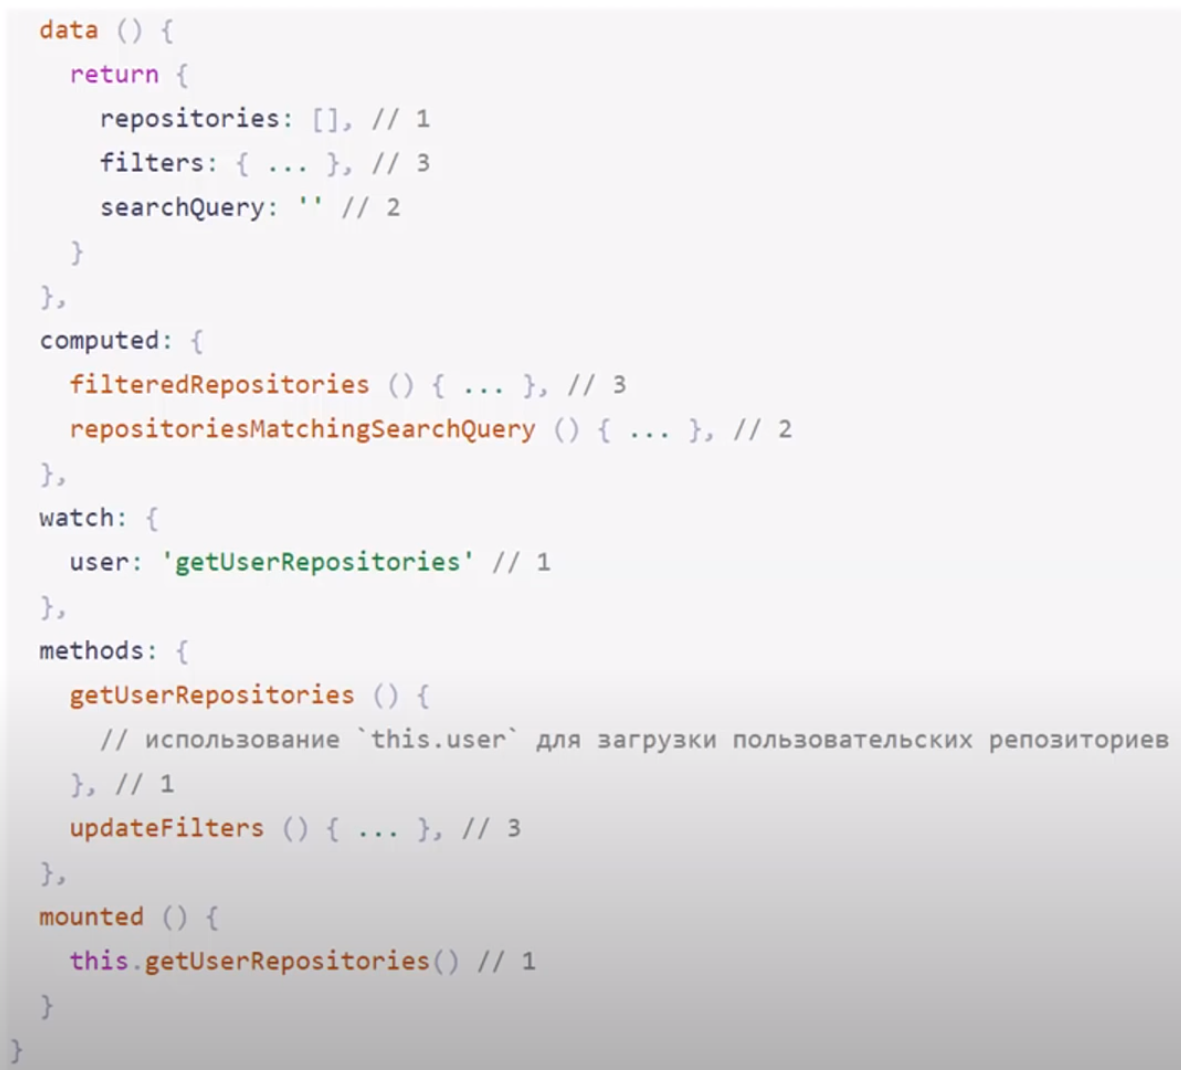 data () {
return {
repositories: [], // 1
filters: { ... }, // 3
searchQuery: '' // 2
}
},
computed: {
filteredRepositories () { ... }, // 3
repositoriesMatchingSearchQuery () { ... }, // 2
},
watch: {
user: 'getUserRepositories' // 1
},
methods: {
getUserRepositories () {
// использование `this.user` для загрузки пользовательских репозиториев
}, // 1
updateFilters () { ... }, // 3
},
mounted () {
this.getUserRepositories() // 1
}
}